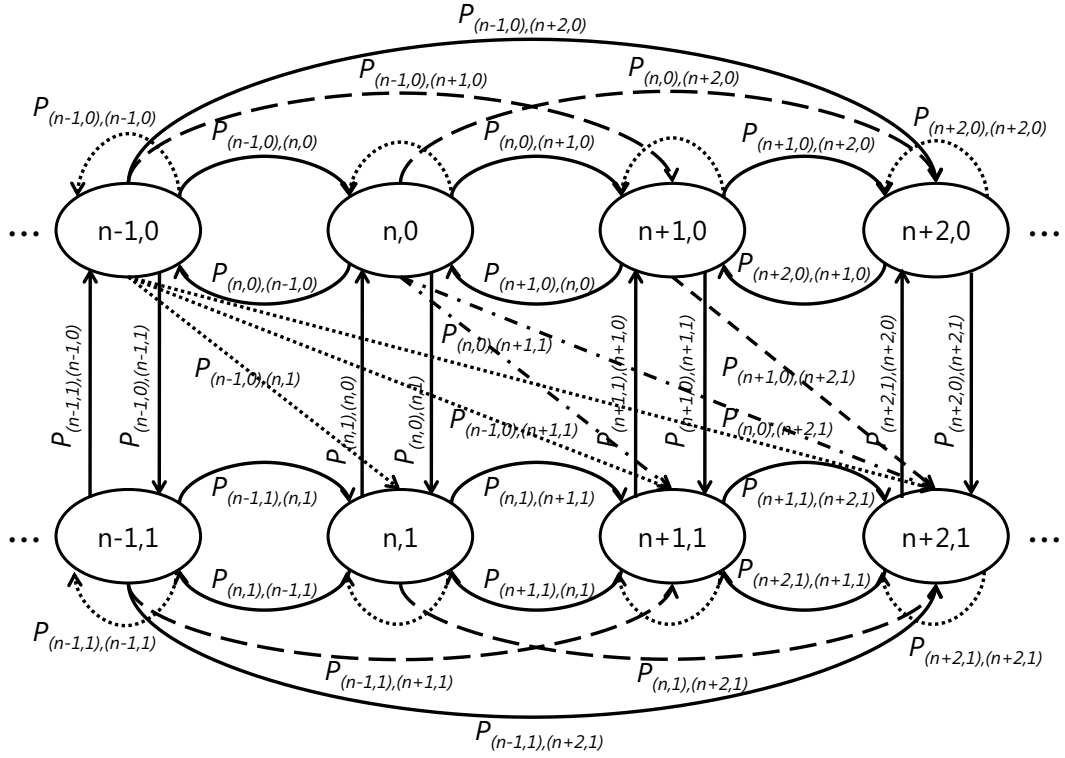 P(n-1,0),(n+2,0)
P(n-1,0),(n+1,0)
P(n,0),(n+2,0)
P(n-1,0),(n-1,0)
P(n-1,0),(n,0)
P(n,0),(n+1,0)
P(n+1,0),(n+2,0)
P(n+2,0),(n+2,0)
... n-1,0 n,0 n+1,0 n+2,0 ...
P(n,0),(n-1,0)
P(n+1,0),(n,0)
P(n+2,0),(n+1,0)
P(n-1,1),(n-1,0)
P(n-1,0),(n-1,1)
P(n-1,0),(n,1)
P(n,1),(n,0)
P(n,0),(n,1)
P(n,0),(n+1,1)
P(n-1,0),(n+1,1)
P(n+1,1),(n+1,0)
P(n+1,0),(n+1,1)
P(n+1,0),(n+2,1)
P(n,0),(n+2,1)
P(n+2,1),(n+2,0)
P(n+2,0),(n+2,1)
P(n-1,1),(n,1)
P(n,1),(n+1,1)
P(n+1,1),(n+2,1)
... n-1,1 n,1 n+1,1 n+2,1 ...
P(n,1),(n-1,1)
P(n+1,1),(n,1)
P(n+2,1),(n+1,1)
P(n-1,1),(n-1,1)
P(n+2,1),(n+2,1)
P(n-1,1),(n+1,1)
P(n,1),(n+2,1)
P(n-1,1),(n+2,1)